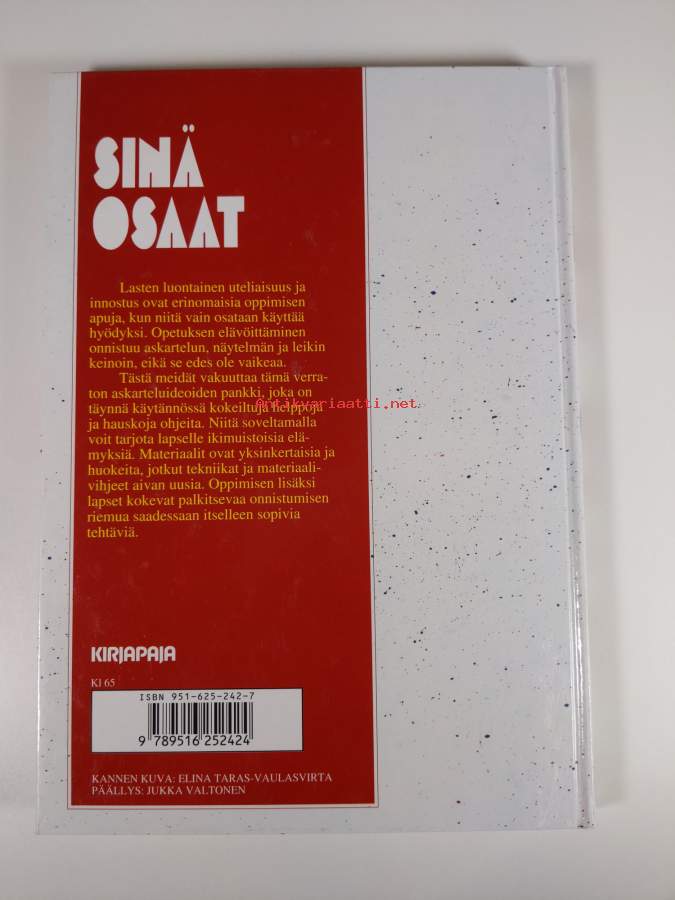 SINÄ
OSAAT
Lasten luontainen uteliaisuus ja
innostus ovat erinomaisia oppimisen
apuja, kun niitä vain osataan käyttää
hyödyksi. Opetuksen elävöittäminen
onnistuu askartelun, näytelmän ja leikin
keinoin, eikä se edes ole vaikeaa.
Tästä meidät vakuuttaa tämä verra-
ton askarteluideoiden pankki, joka on
täynnä käytännössä kokeiltuja helppoja
Antikvariaatti.net
ja hauskoja ohjeita. Niitä soveltamalla
voit tarjota lapselle ikimuistoisia elä-
myksiä. Materiaalit ovat yksinkertaisia ja
huokeita, jotkut tekniikat ja materiaali-
vihjeet aivan uusia. Oppimisen lisäksi
lapset kokevat palkitsevaa onnistumisen
riemua saadessaan itselleen sopivia
tehtäviä.
KIRJAPAJA
Kl 65
ISBN 951-625-242-7
9 789516 252424
KANNEN KUVA: ELINA TARAS-VAULASVIRTA
PÄÄLLYS: JUKKA VALTONEN